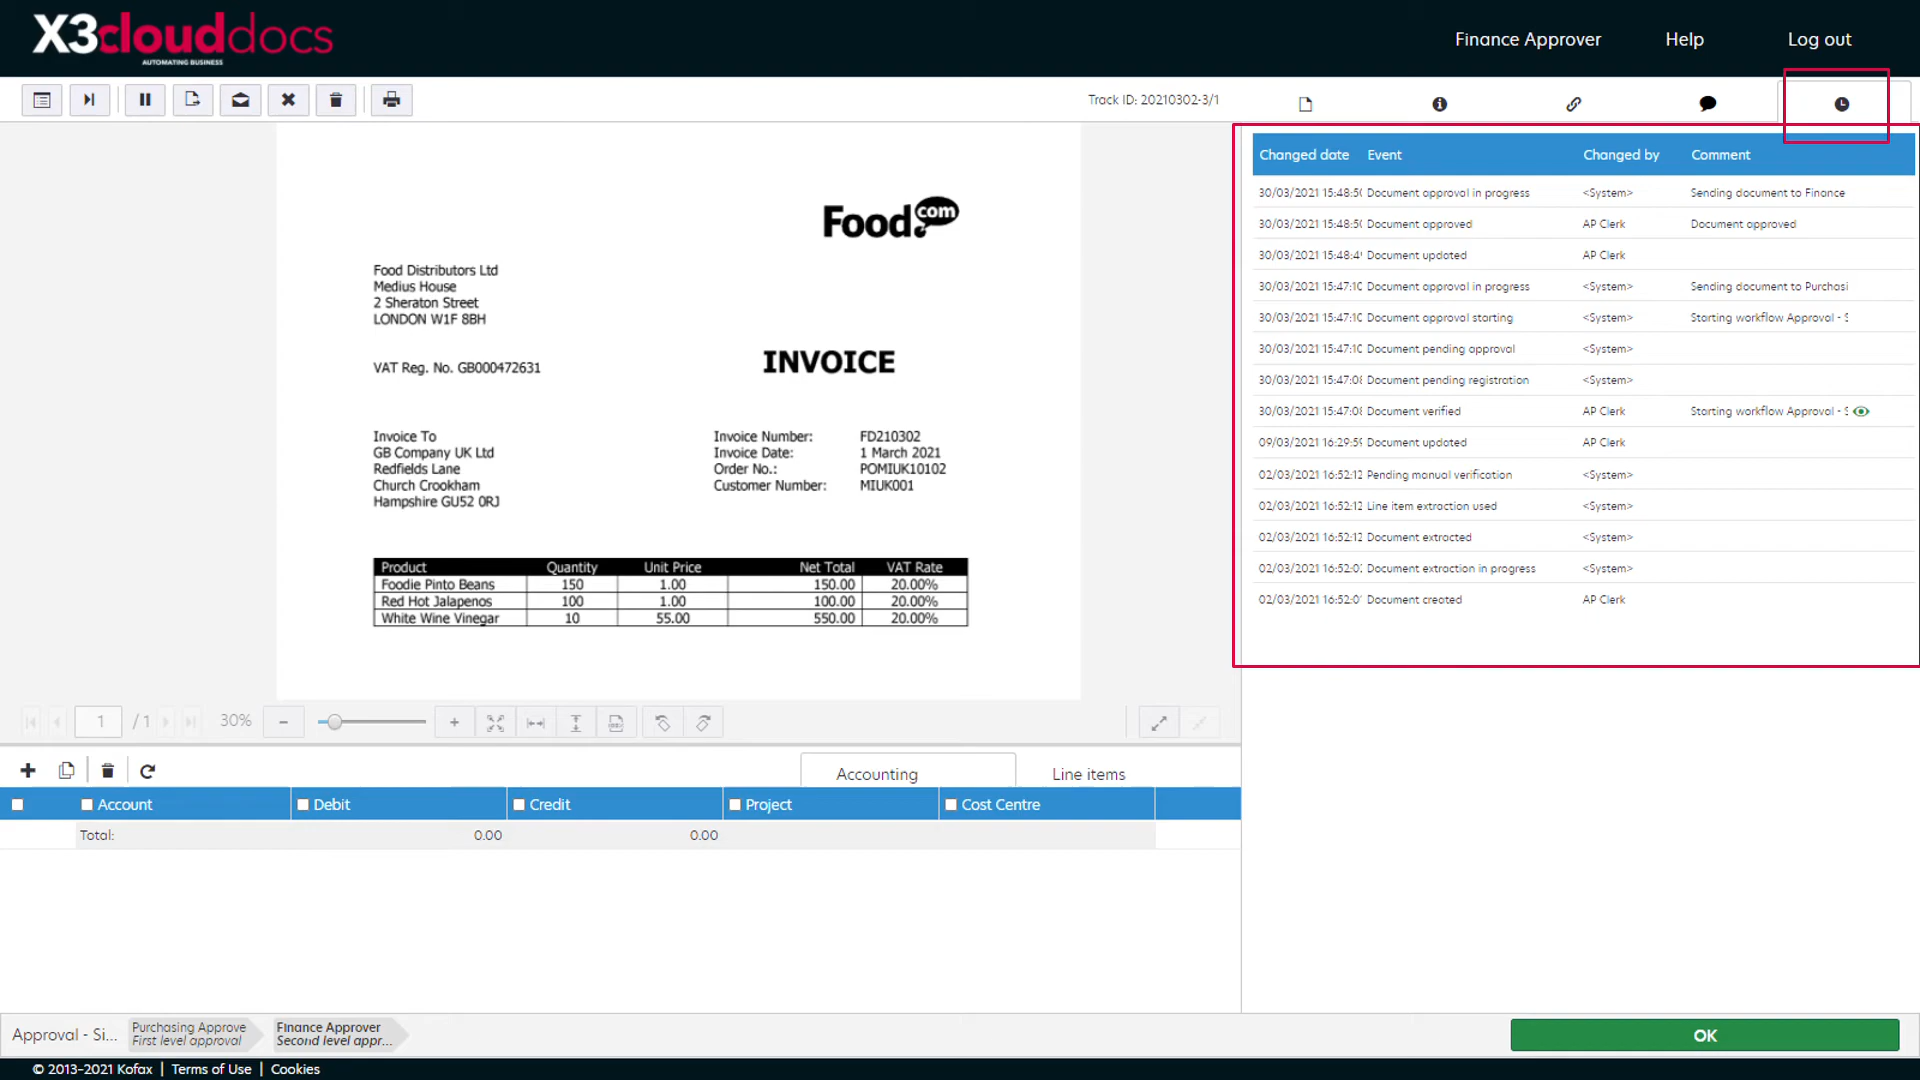 X3clouddocs
AUTOMATING BUSINESS
Finance Approver
Help
Log out
Track ID: 20210302-3/1
Food.com
Food Distributors Ltd
Medius House
2 Sheraton Street
LONDON W1F 8BH
VAT Reg. No. GB000472631
INVOICE
Invoice To
GB Company UK Ltd
Redfields Lane
Church Crookham
Hampshire GU52 0RJ
Invoice Number: FD210302
Invoice Date: 1 March 2021
Order No.: POMIUK10102
Customer Number: MIUK001
Product Quantity Unit Price Net Total VAT Rate
Foodie Pinto Beans 150 1.00 150.00 20.00%
Red Hot Jalapenos 100 1.00 100.00 20.00%
White Wine Vinegar 10 55.00 550.00 20.00%
1 / 1 30%
Changed date Event Changed by Comment
30/03/2021 15:48:50 Document approval in progress <System> Sending document to Finance
30/03/2021 15:48:50 Document approved AP Clerk Document approved
30/03/2021 15:48:4 Document updated AP Clerk
30/03/2021 15:47:10 Document approval in progress <System> Sending document to Purchasi
30/03/2021 15:47:10 Document approval starting <System> Starting workflow Approval - S
30/03/2021 15:47:10 Document pending approval <System>
30/03/2021 15:47:08 Document pending registration <System>
30/03/2021 15:47:08 Document verified AP Clerk Starting workflow Approval - S
09/03/2021 16:29:59 Document updated AP Clerk
02/03/2021 16:52:12 Pending manual verification <System>
02/03/2021 16:52:12 Line item extraction used <System>
02/03/2021 16:52:12 Document extracted <System>
02/03/2021 16:52:0 Document extraction in progress <System>
02/03/2021 16:52:0 Document created AP Clerk
Accounting
Line items
Account Debit Credit Project Cost Centre
Total: 0.00 0.00
Approval - Si...
Purchasing Approve
First level approval
Finance Approver
Second level appr...
OK
© 2013-2021 Kofax | Terms of Use | Cookies